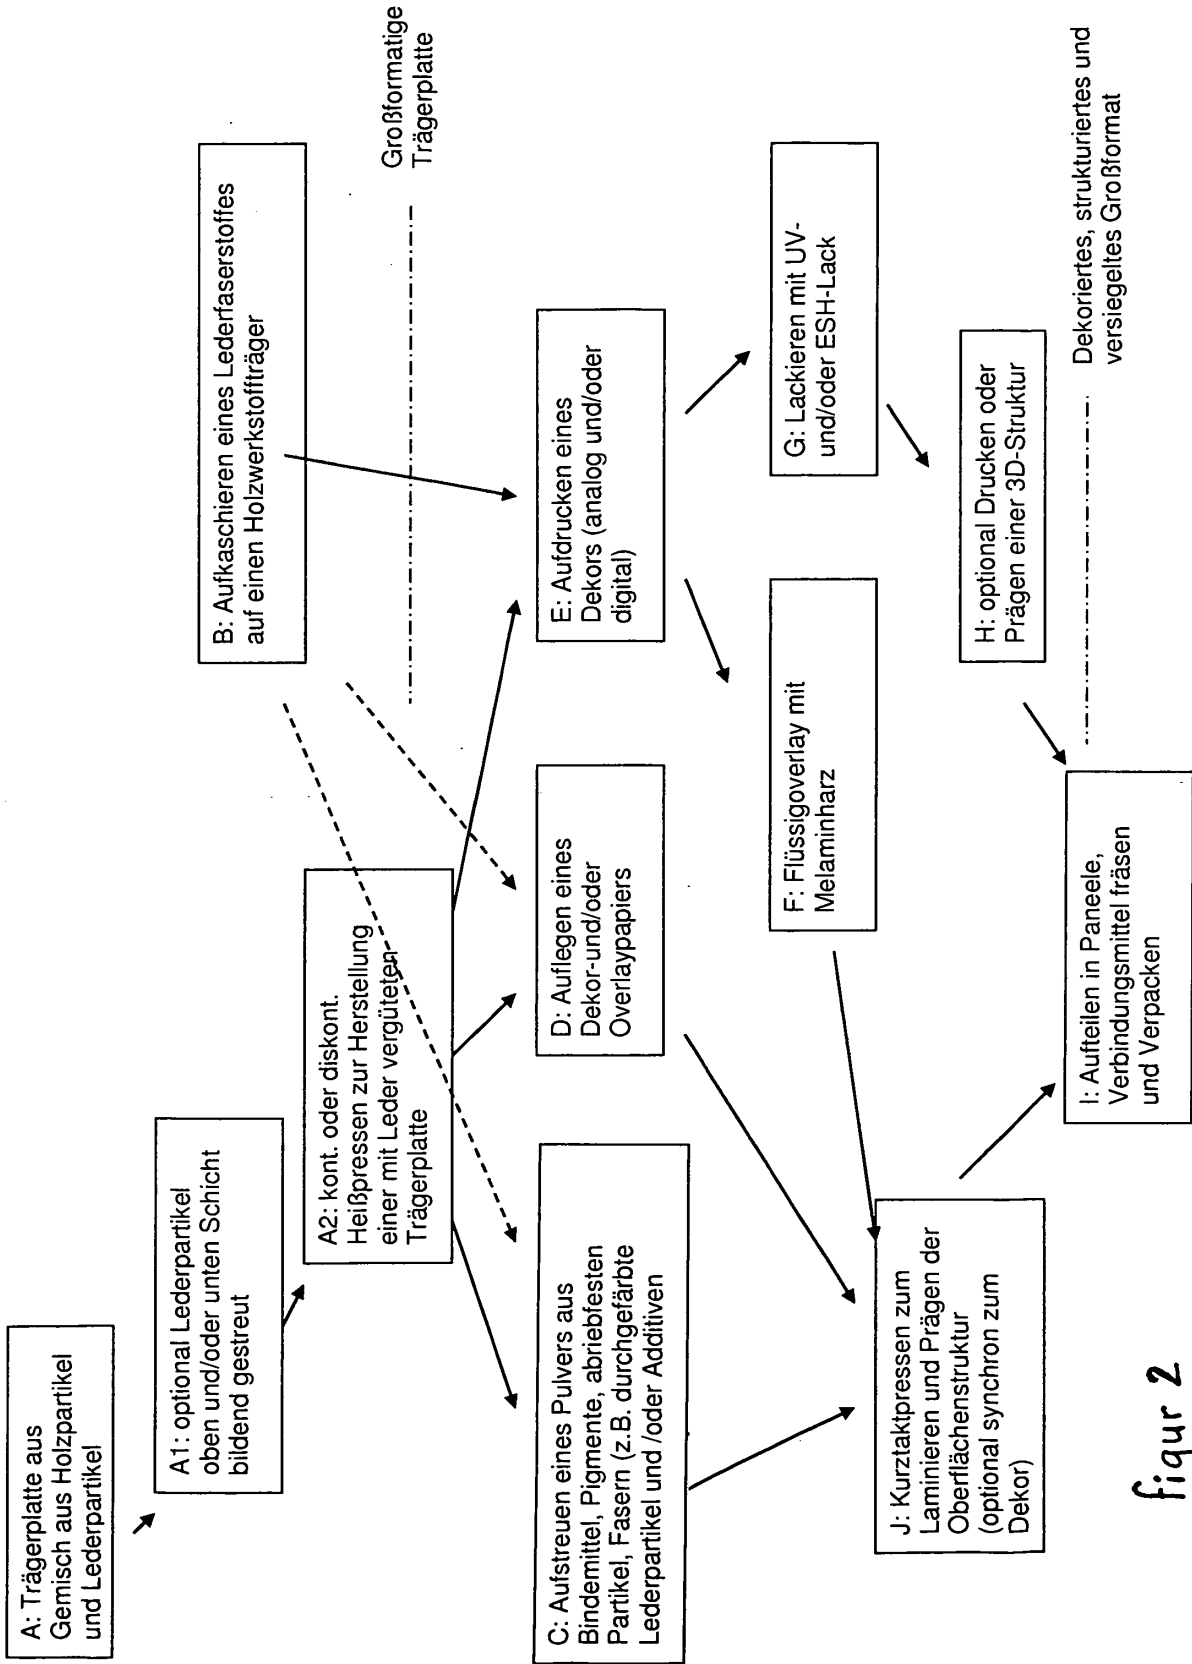 A: Trägerplatte aus
Gemisch aus Holzpartikel
und Lederpartikel
A1: optional Lederpartikel
oben und/oder unten Schicht
bildend gestreut
A2: kont. oder diskont.
Heißpressen zur Herstellung
einer mit Leder vergüteten
Trägerplatte
B: Aufkaschieren eines Lederfaserstoffes
auf einen Holzwerkstoffträger
Großformatige
Trägerplatte
C: Aufstreuen eines Pulvers aus
Bindemittel, Pigmente, abriebfesten
Partikel, Fasern (z.B. durchgefärbte
Lederpartikel und /oder Additiven
D: Auflegen eines
Dekor-und/oder
Overlaypapiers
E: Aufdrucken eines
Dekors (analog und/oder
digital)
F: Flüssigoverlay mit
Melaminharz
G: Lackieren mit UV-
und/oder ESH-Lack
J: Kurztaktpressen zum
Laminieren und Prägen der
Oberflächenstruktur
(optional synchron zum
Dekor)
H: optional Drucken oder
Prägen einer 3D-Struktur
Dekoriertes, strukturiertes und
versiegeltes Großformat
I: Aufteilen in Paneele,
Verbindungsmittel fräsen
und Verpacken
figur 2